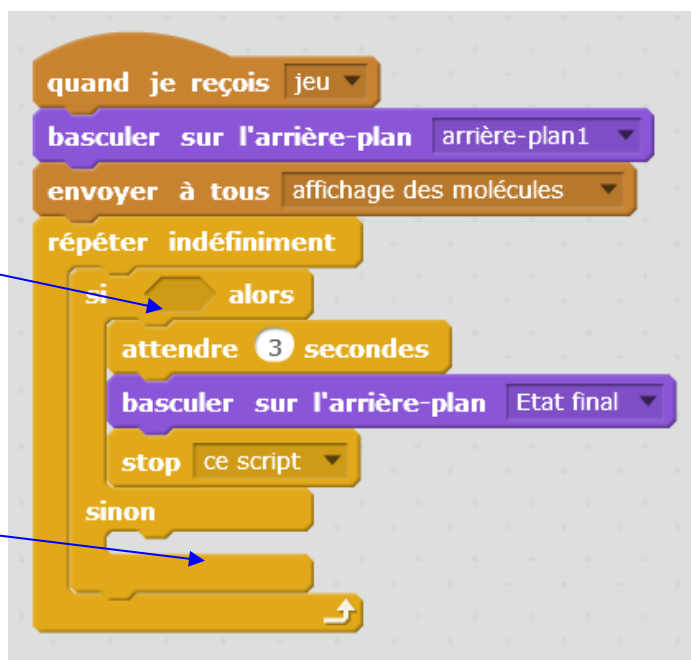 quand je reçois jeu
basculer sur l'arrière-plan arrière-plan1
envoyer à tous affichage des molécules
répéter indéfiniment
si alors
attendre 3 secondes
basculer sur l'arrière-plan Etat final
stop ce script
sinon